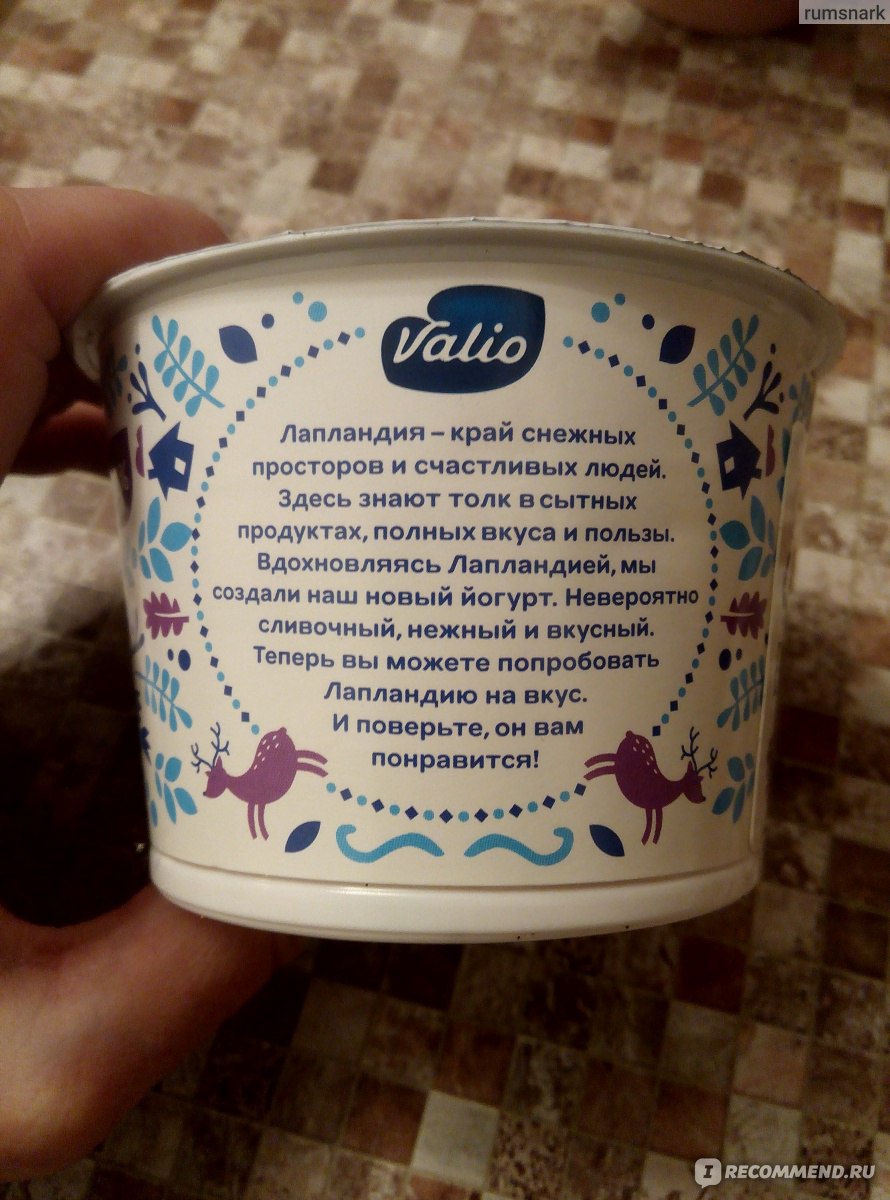 rumsnark
Valio
Лапландия – край снежных
просторов и счастливых людей.
Здесь знают толк в сытных
продуктах, полных вкуса и пользы.
Вдохновляясь Лапландией, мы
создали наш новый йогурт. Невероятно
сливочный, нежный и вкусный.
Теперь вы можете попробовать
Лапландию на вкус.
И поверьте, он вам
понравится!
IRECOMMEND.RU